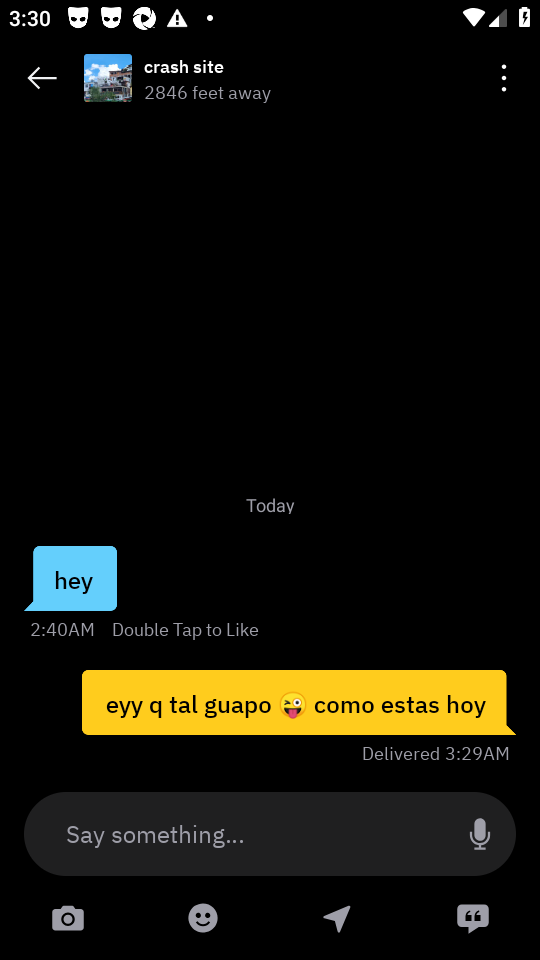 3:30
crash site
2846 feet away
Today
hey
2:40AM Double Tap to Like
eyy q tal guapo 😜 como estas hoy
Delivered 3:29AM
Say something...